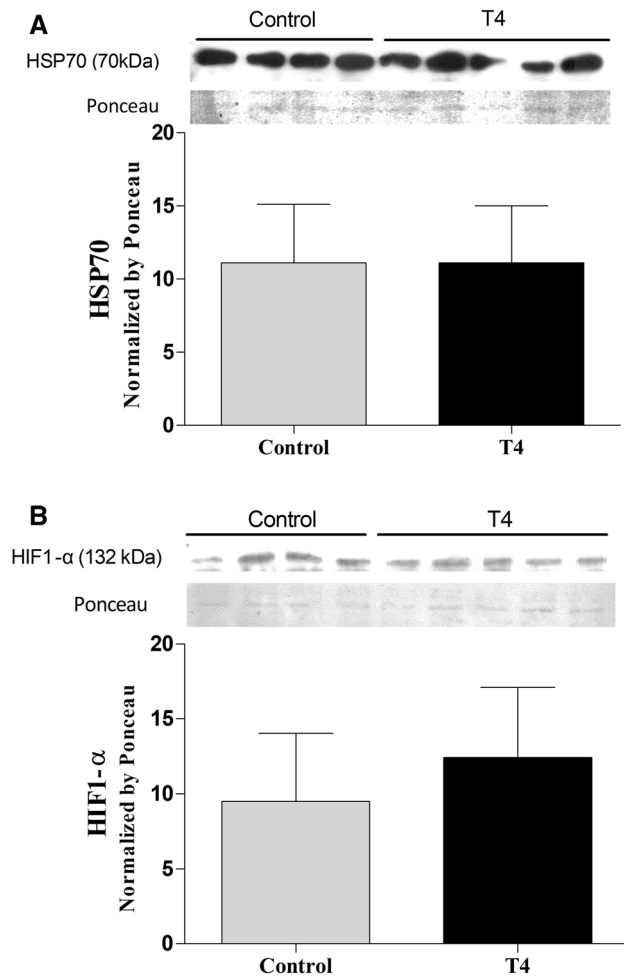 A
Control T4
HSP70 (70kDa)
Ponceau
20
15
10
5
0
HSP70
Normalized by Ponceau
Control T4
B
Control T4
HIF1-α (132 kDa)
Ponceau
20
15
10
5
0
HIF1-α
Normalized by Ponceau
Control T4